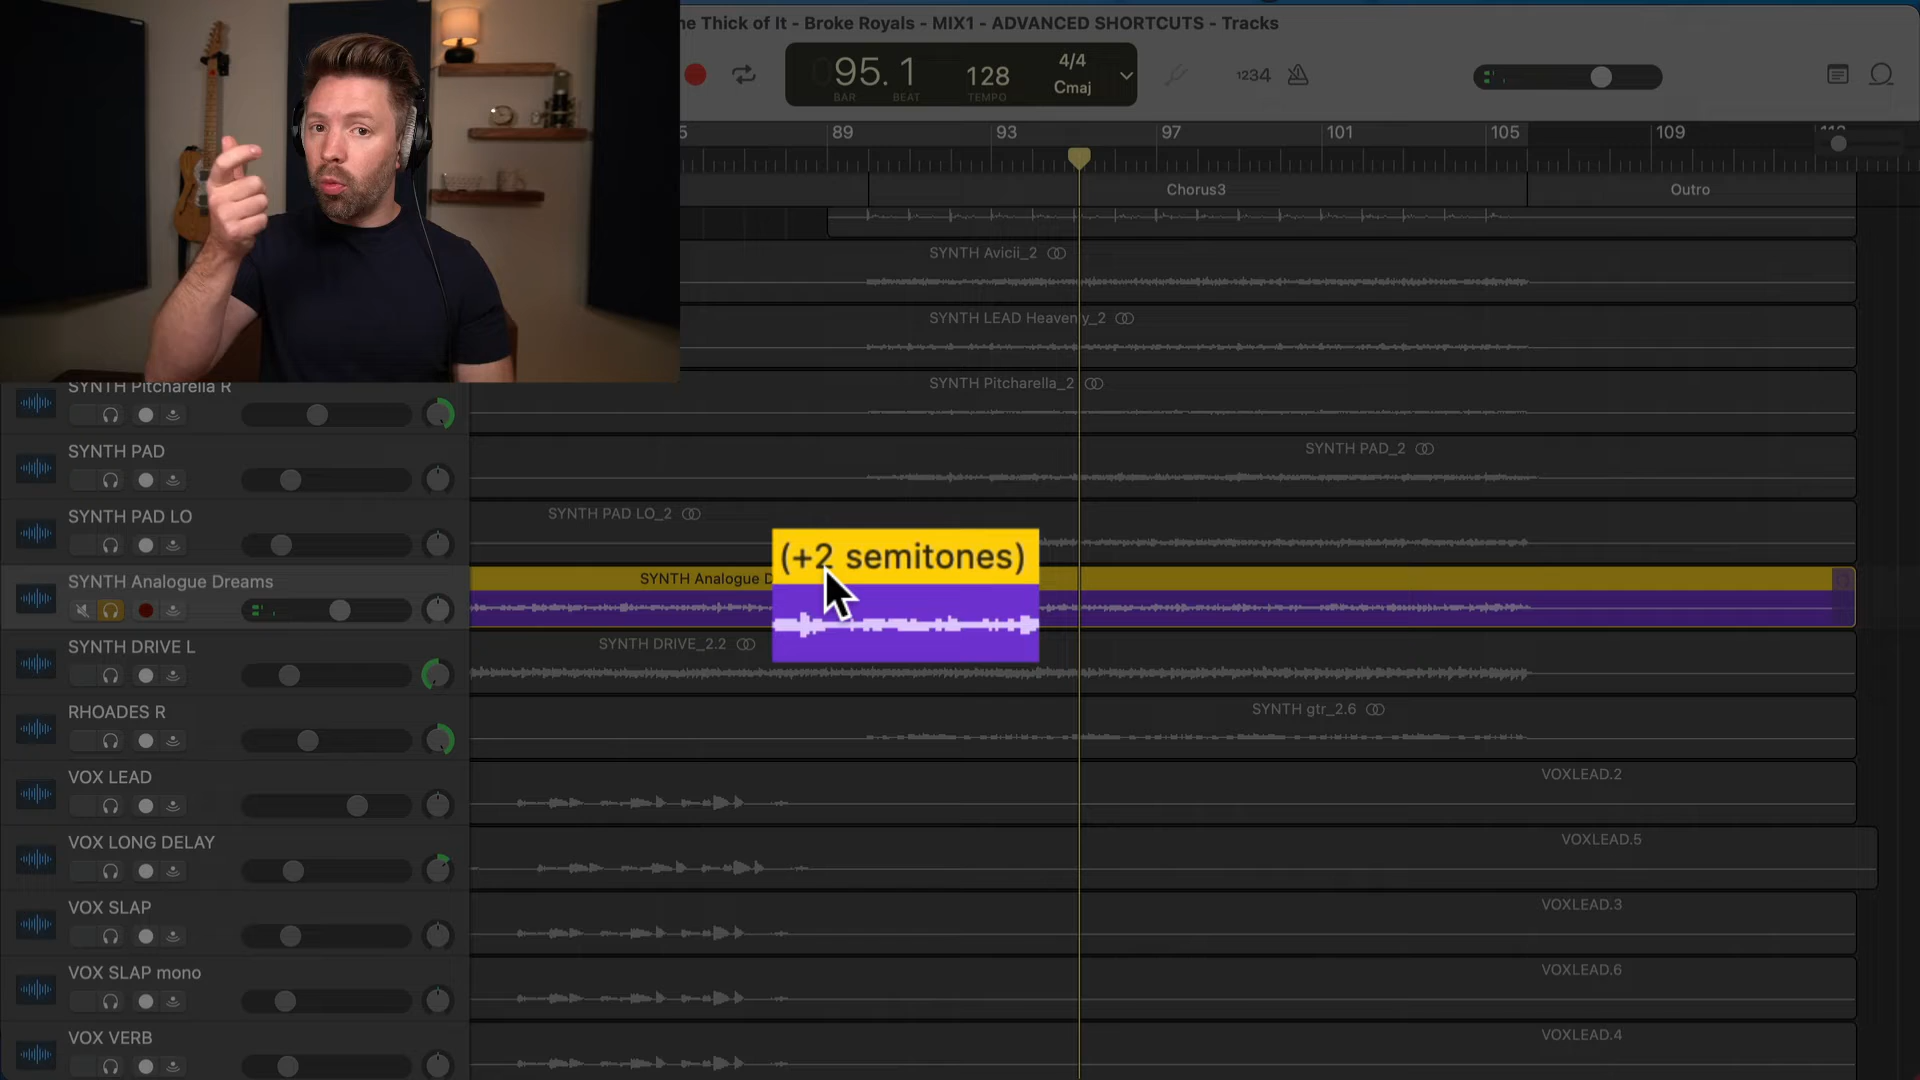 he Thick of It - Broke Royals - MIX1 - ADVANCED SHORTCUTS - Tracks
95.1
128
4/4
Cmaj
BAR
BEAT
TEMPO
1234
5
89
93
97
101
105
109
Chorus3
Outro
SYNTH Avicii_2
SYNTH LEAD Heavenly_2
SYNTH Pitcharella R
SYNTH Pitcharella_2
SYNTH PAD
SYNTH PAD_2
SYNTH PAD LO
SYNTH PAD LO_2
(+2 semitones)
SYNTH Analogue Dreams
SYNTH Analogue D
SYNTH DRIVE L
SYNTH DRIVE_2.2
RHOADES R
SYNTH gtr_2.6
VOX LEAD
VOXLEAD.2
VOX LONG DELAY
VOXLEAD.5
VOX SLAP
VOXLEAD.3
VOX SLAP mono
VOXLEAD.6
VOX VERB
VOXLEAD.4